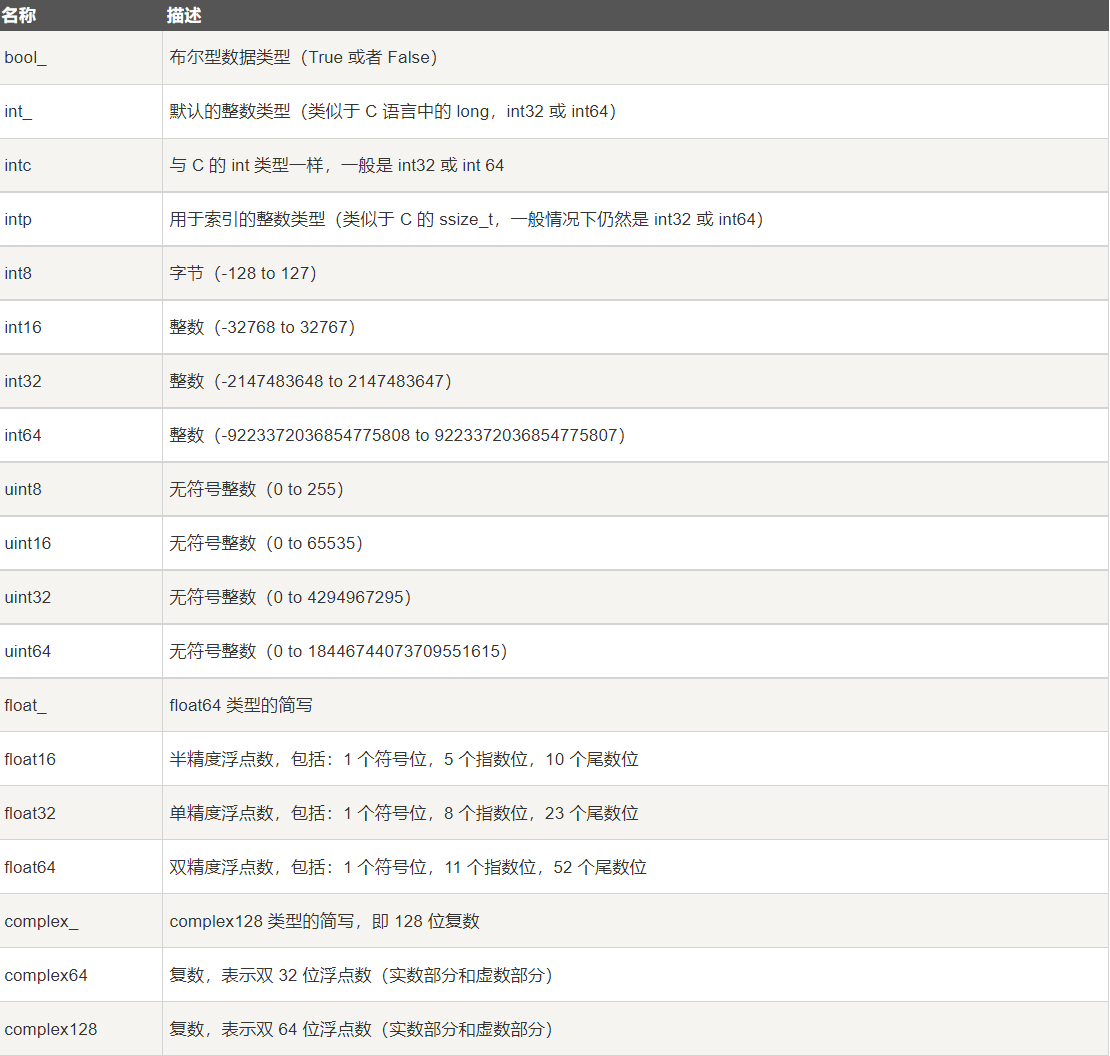 名称 描述
bool_ 布尔型数据类型（True 或者 False）
int_ 默认的整数类型（类似于 C 语言中的 long，int32 或 int64）
intc 与 C 的 int 类型一样，一般是 int32 或 int 64
intp 用于索引的整数类型（类似于 C 的 ssize_t，一般情况下仍然是 int32 或 int64）
int8 字节（-128 to 127）
int16 整数（-32768 to 32767）
int32 整数（-2147483648 to 2147483647）
int64 整数（-9223372036854775808 to 9223372036854775807）
uint8 无符号整数（0 to 255）
uint16 无符号整数（0 to 65535）
uint32 无符号整数（0 to 4294967295）
uint64 无符号整数（0 to 18446744073709551615）
float_ float64 类型的简写
float16 半精度浮点数，包括：1 个符号位，5 个指数位，10 个尾数位
float32 单精度浮点数，包括：1 个符号位，8 个指数位，23 个尾数位
float64 双精度浮点数，包括：1 个符号位，11 个指数位，52 个尾数位
complex_ complex128 类型的简写，即 128 位复数
complex64 复数，表示双 32 位浮点数（实数部分和虚数部分）
complex128 复数，表示双 64 位浮点数（实数部分和虚数部分）